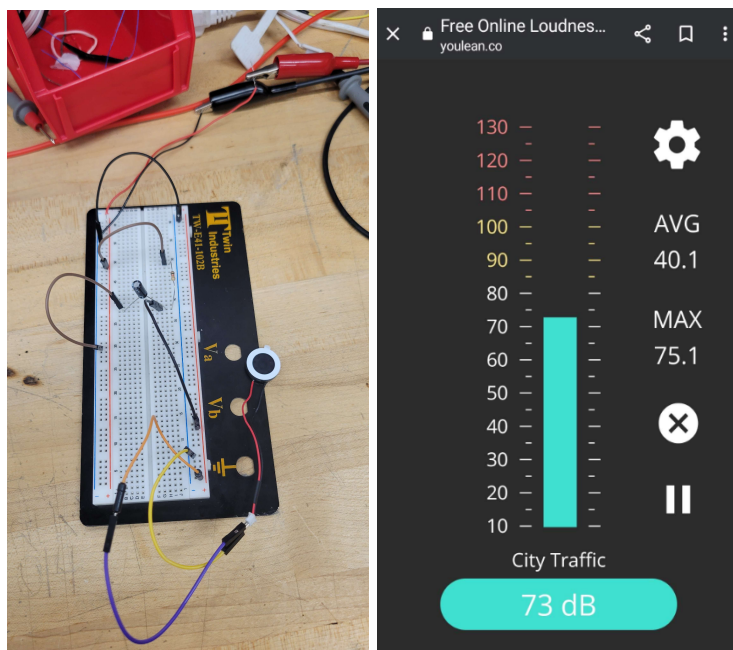 Twin
Industries
TW-E41-102B
Va
Vb
Free Online Loudnes...
youlean.co
130
120
110
100
90
80
70
60
50
40
30
20
10
AVG
40.1
MAX
75.1
City Traffic
73 dB